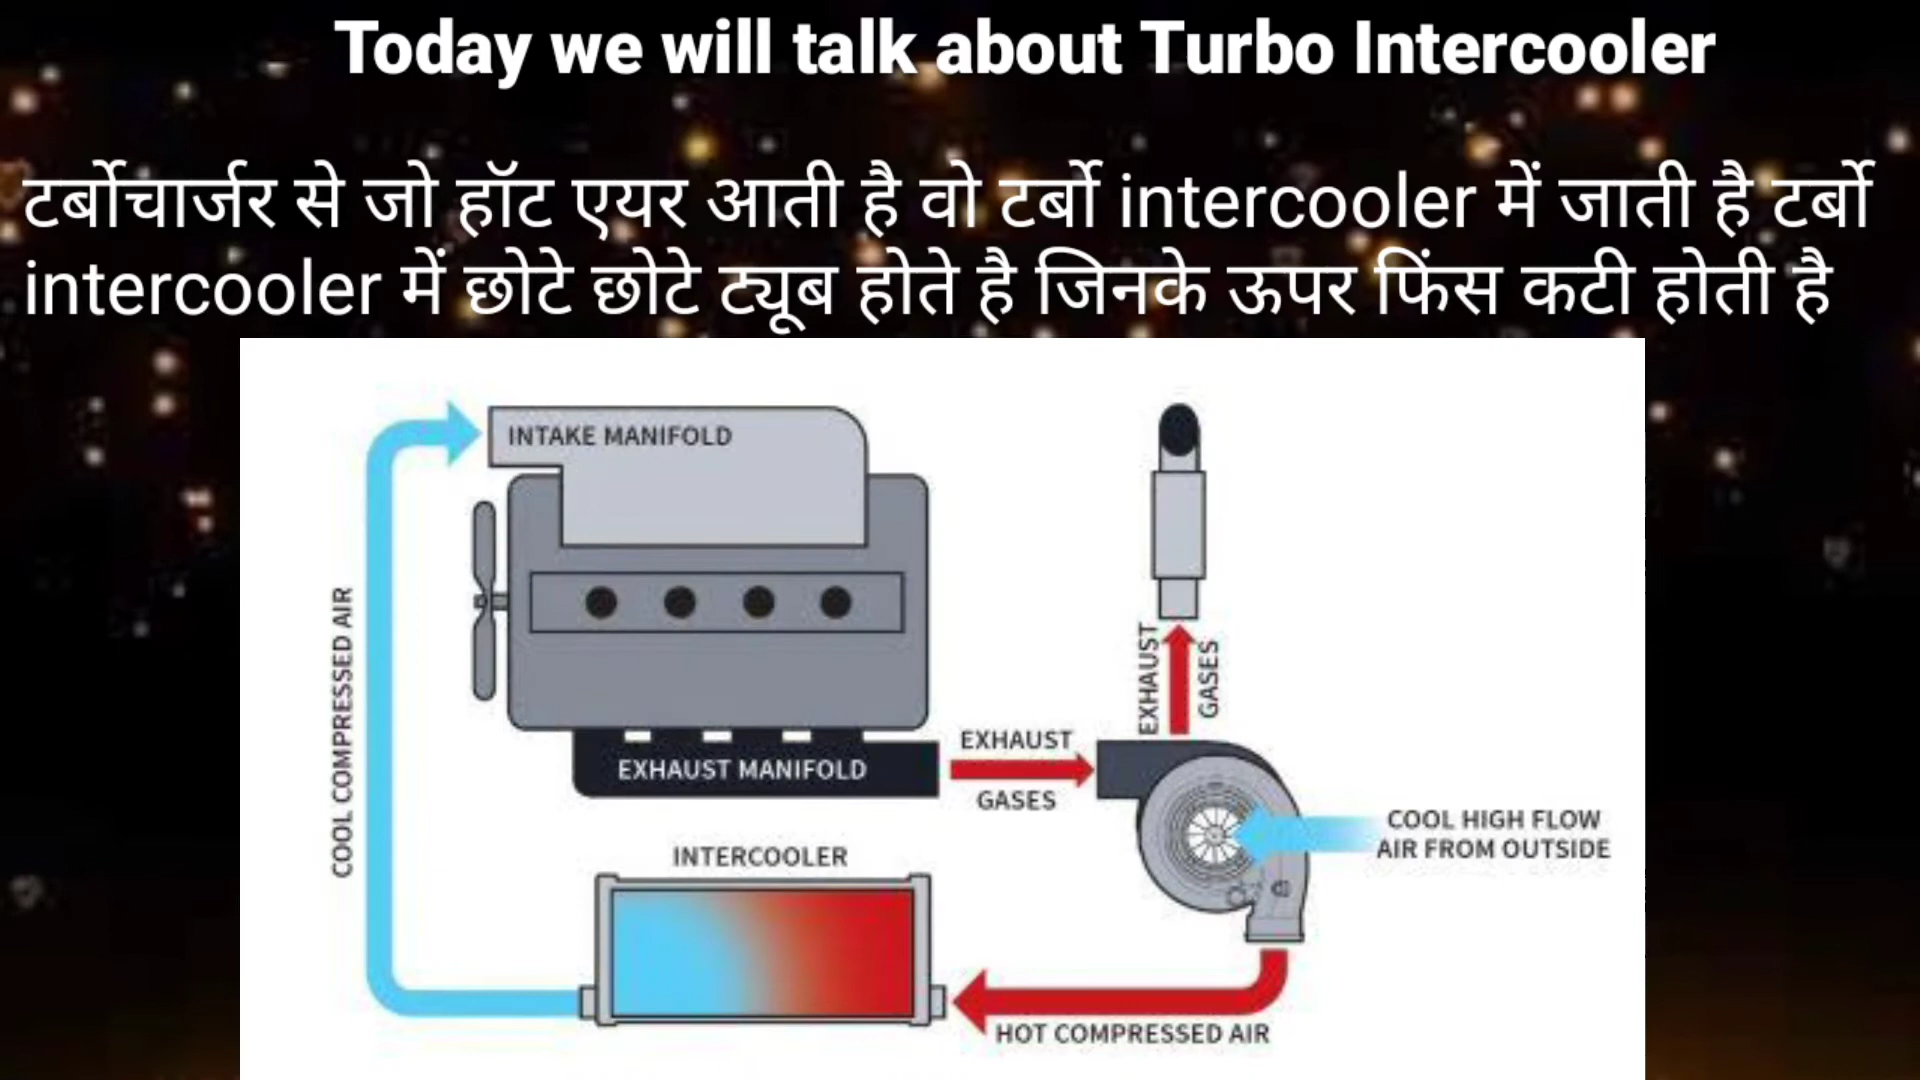 Today we will talk about Turbo Intercooler
टर्बोचार्जर से जो हॉट एयर आती है वो टर्बो intercooler में जाती है टर्बो
intercooler में छोटे छोटे ट्यूब होते है जिनके ऊपर फिंस कटी होती है
INTAKE MANIFOLD
COOL COMPRESSED AIR
EXHAUST
GASES
EXHAUST
GASES
EXHAUST MANIFOLD
COOL HIGH FLOW
AIR FROM OUTSIDE
INTERCOOLER
HOT COMPRESSED AIR